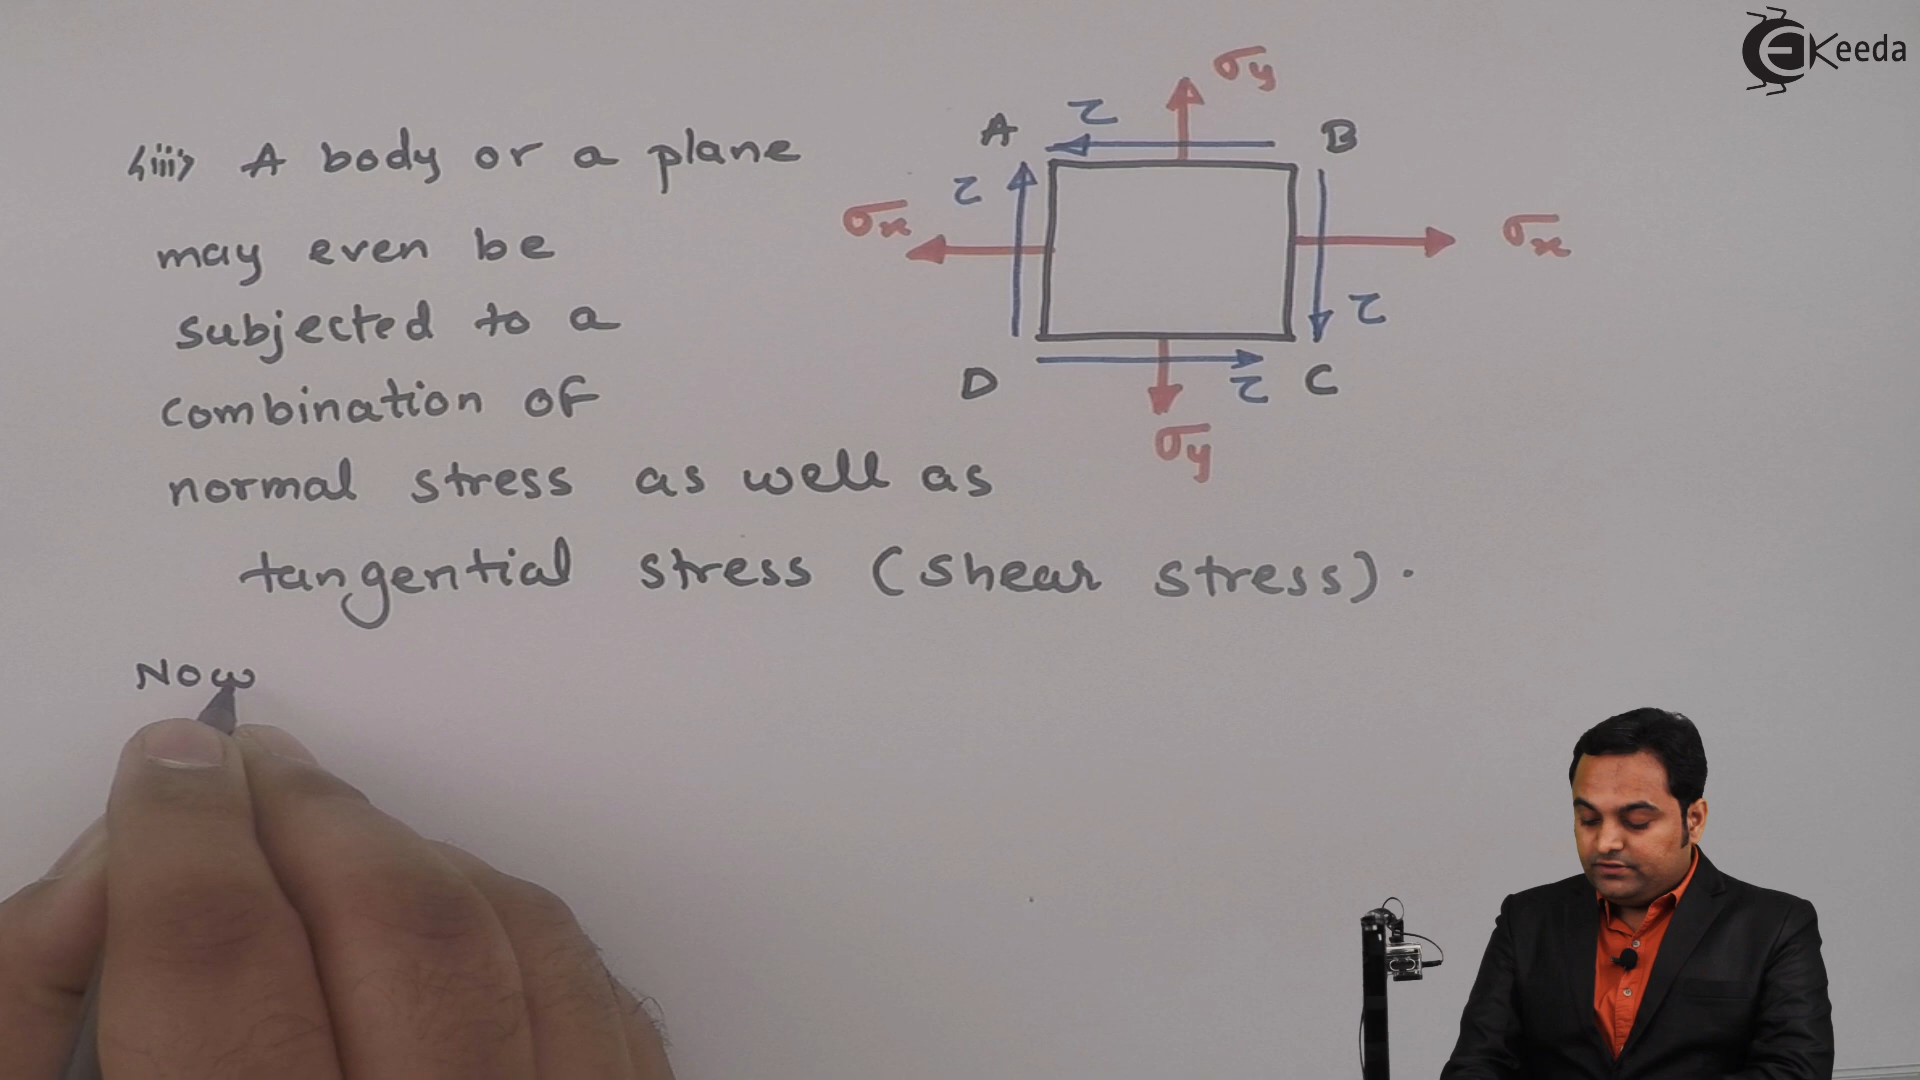 (iii) A body or a plane
may even be
subjected to a
combination of
normal stress as well as
tangential stress (shear stress).
Now
σy
τ
A
B
τ
σx
σx
τ
D
τ
C
σy
EKeeda